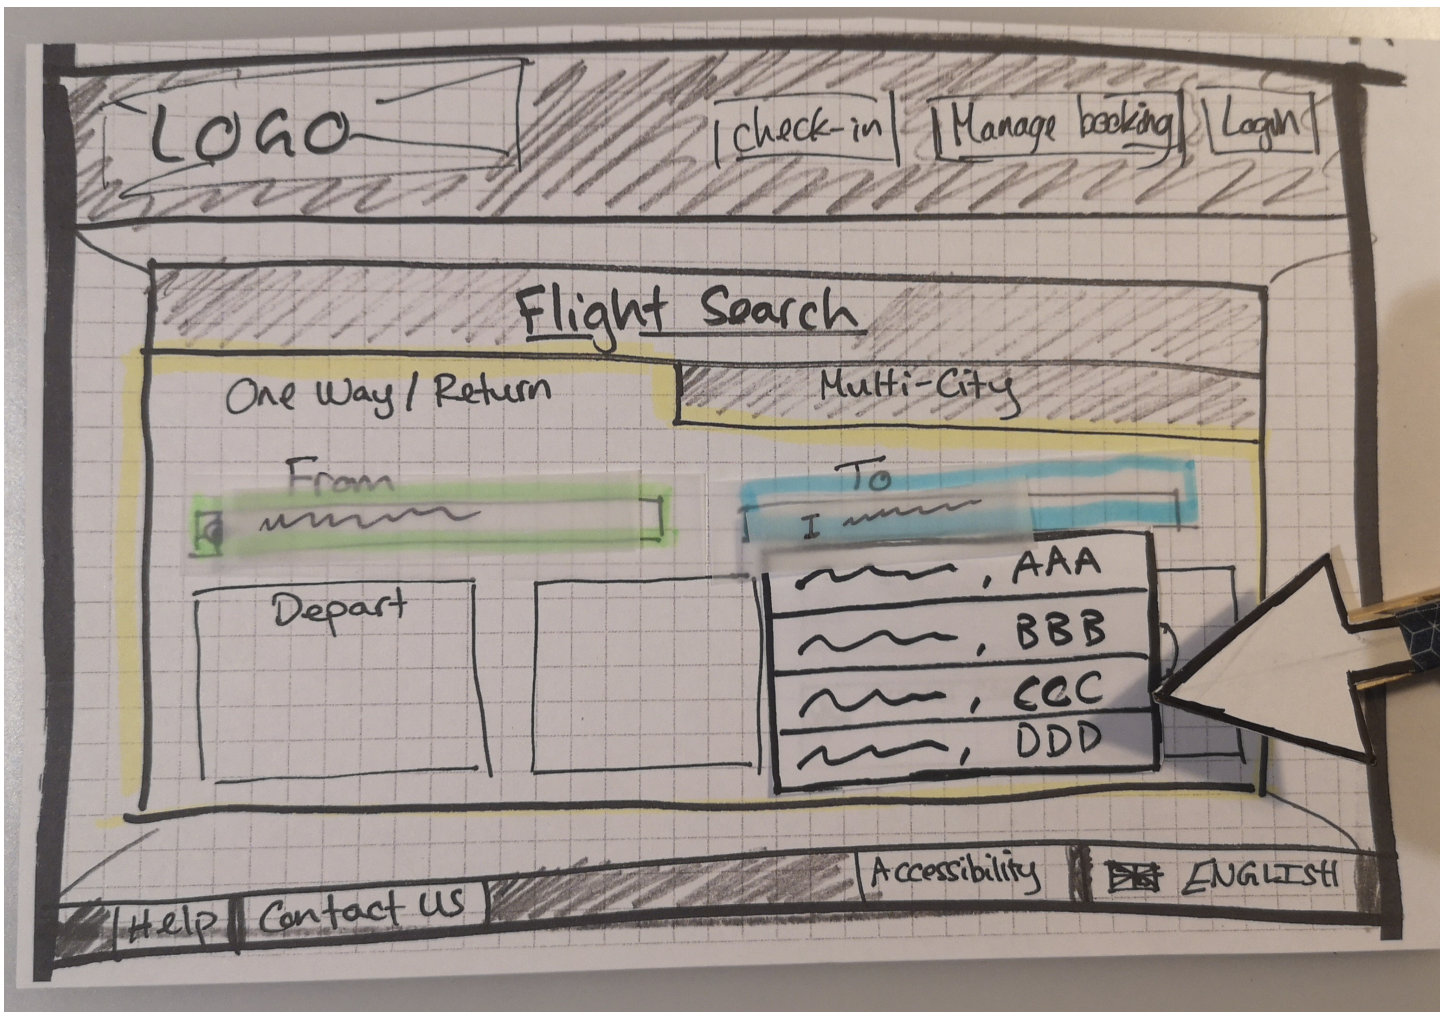 LOGO
check-in
Manage booking
Login
Flight Search
One Way / Return
Multi-City
From
To
I
, AAA
Depart
, BBB
, CCC
, DDD
Help
Contact Us
Accessibility
ENGLISH